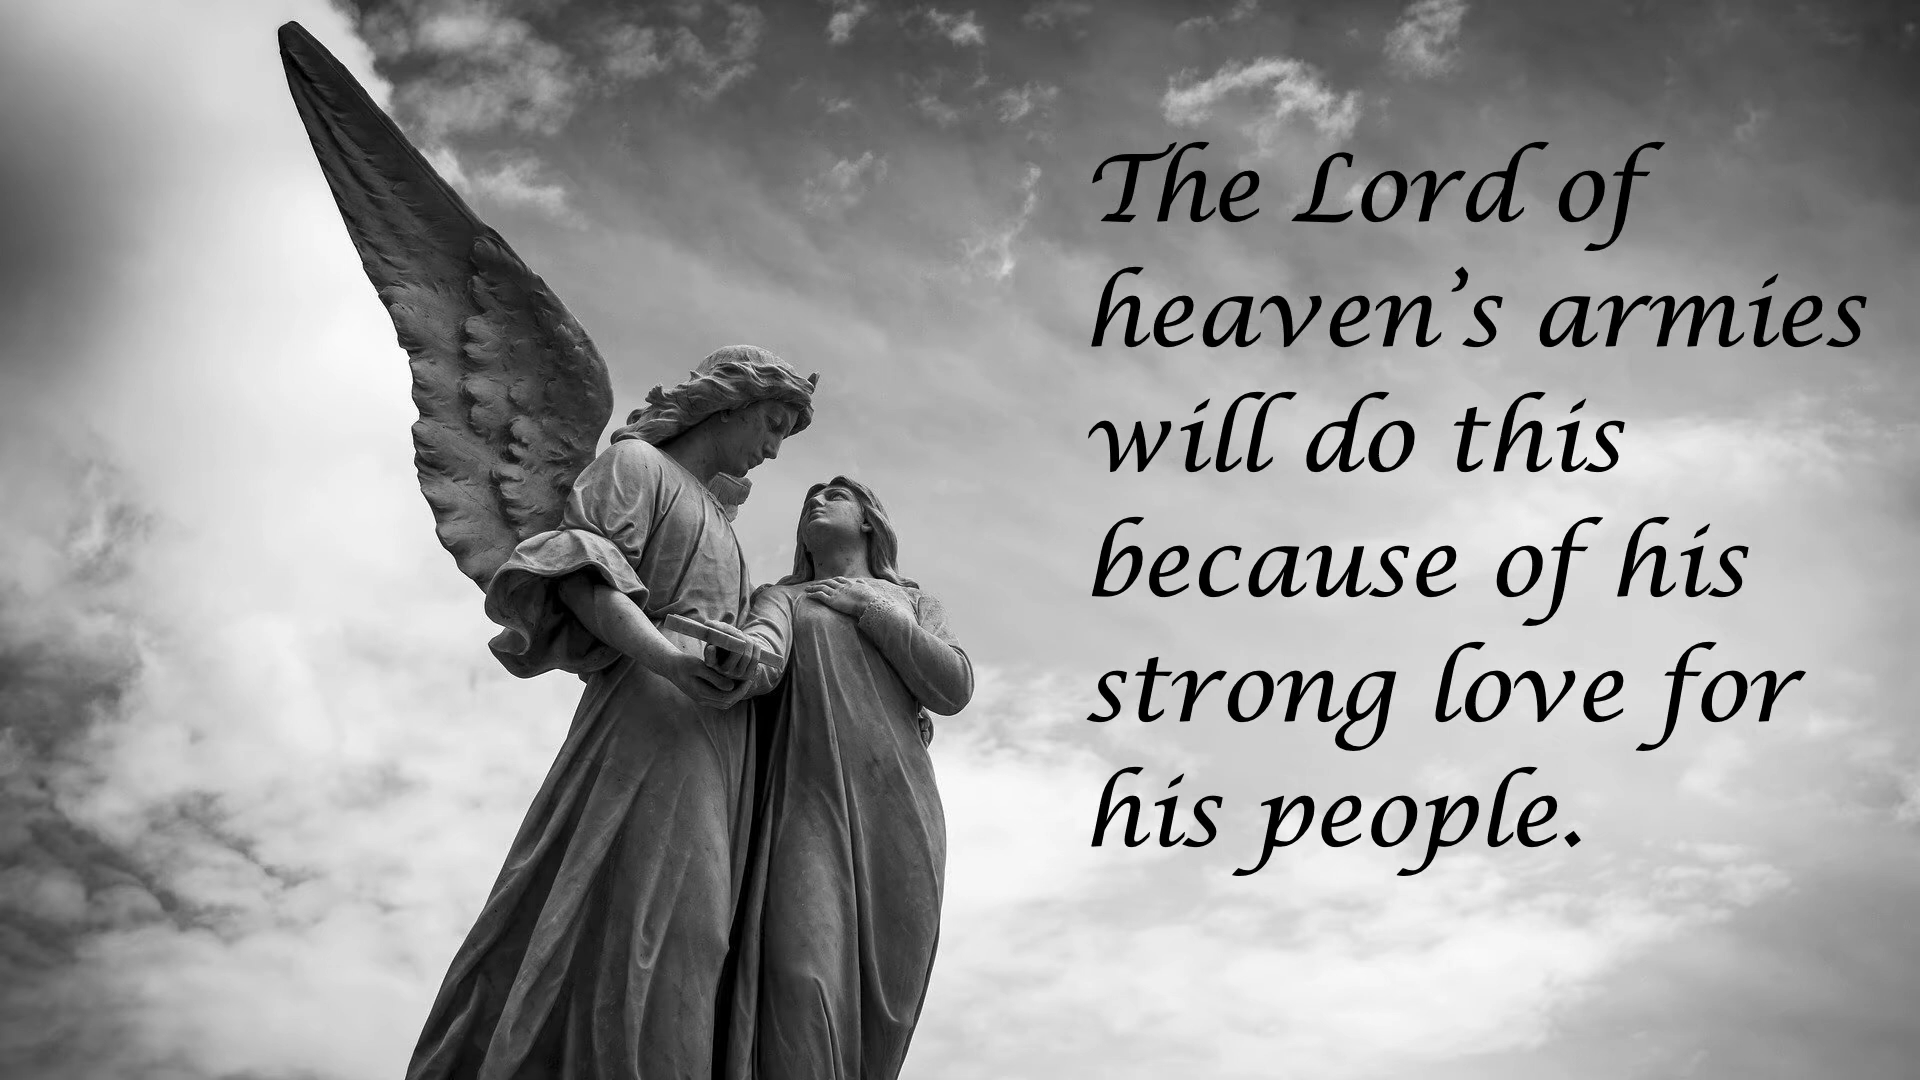 The Lord of
heaven’s armies
will do this
because of his
strong love for
his people.